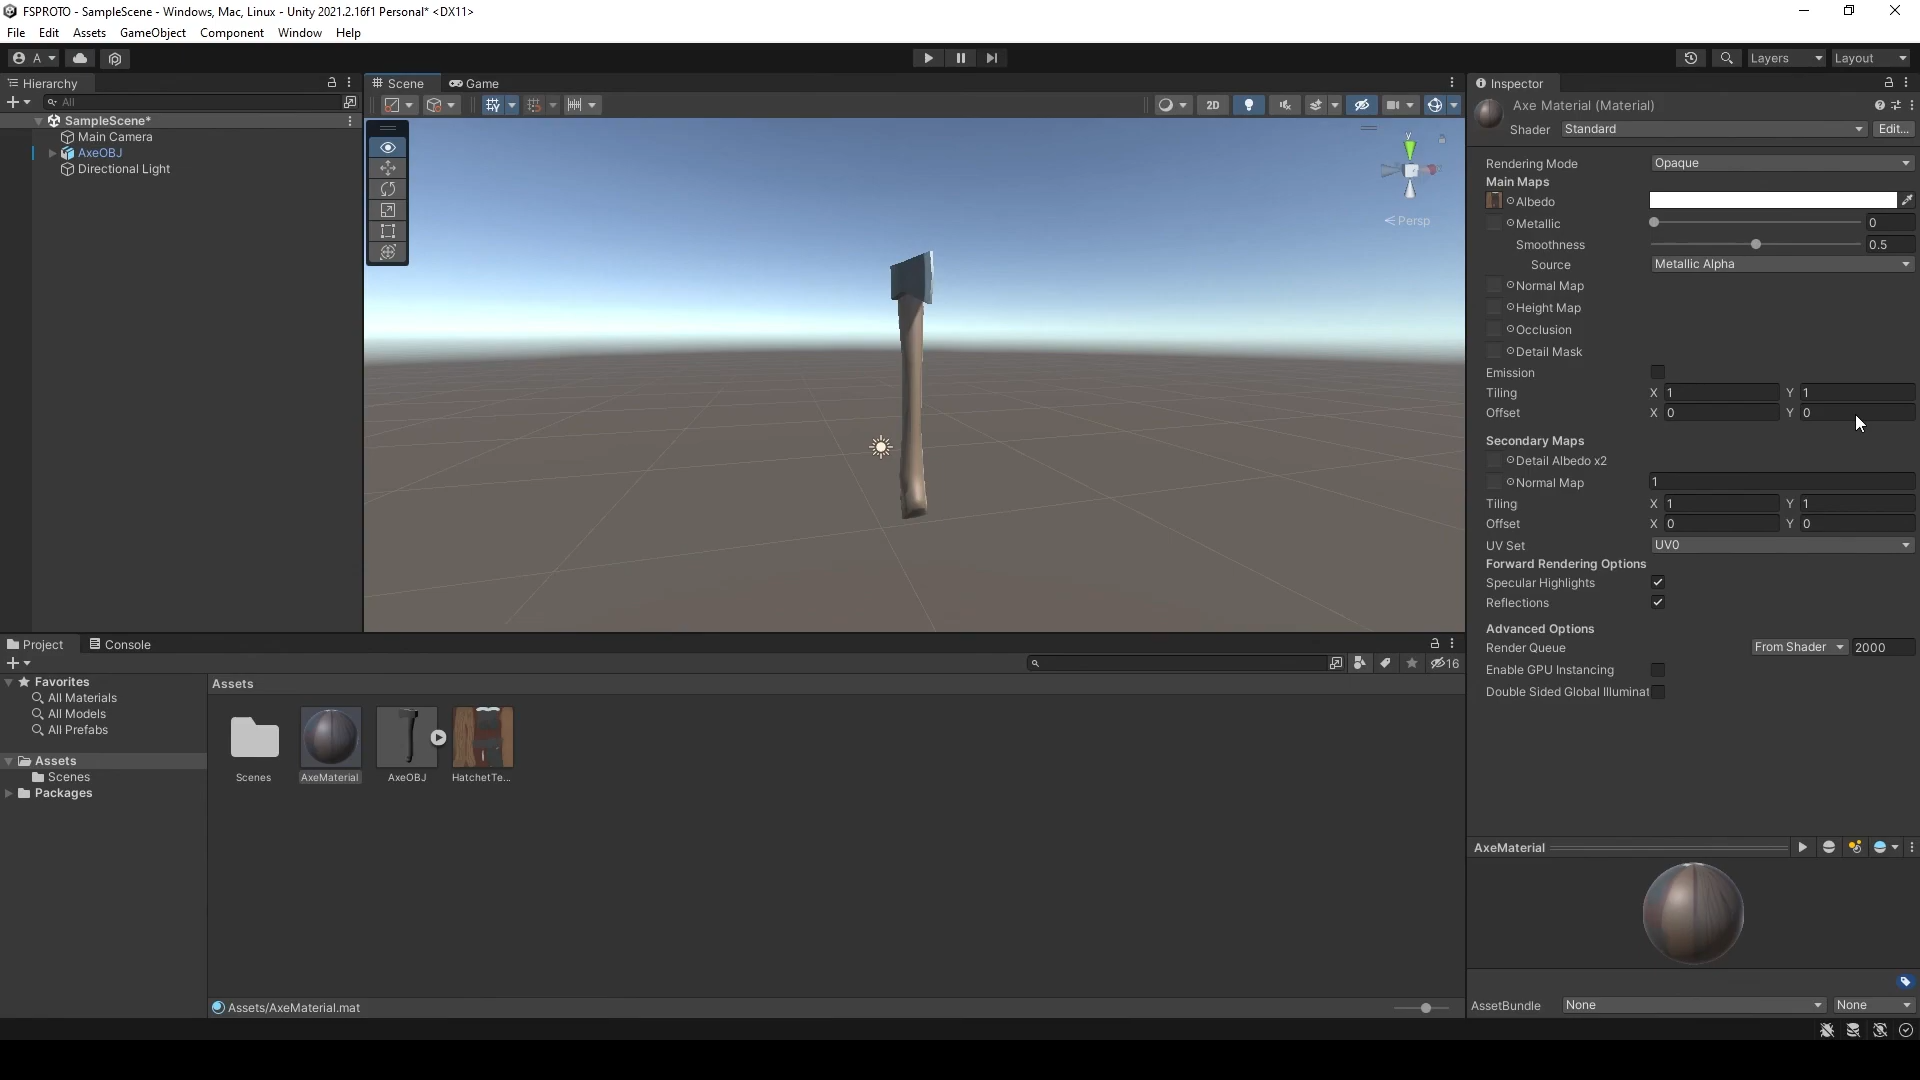 FSPROTO - SampleScene - Windows, Mac, Linux - Unity 2021.2.16f1 Personal* <DX11>
File Edit Assets GameObject Component Window Help
A Layers Layout
Hierarchy Scene Game Inspector
All 2D Axe Material (Material)
Shader Standard Edit...
SampleScene*
Main Camera
AxeOBJ
Directional Light
y
Persp
Rendering Mode Opaque
Main Maps
Albedo
Metallic 0
Smoothness 0.5
Source Metallic Alpha
Normal Map
Height Map
Occlusion
Detail Mask
Emission
Tiling X 1 Y 1
Offset X 0 Y 0
Secondary Maps
Detail Albedo x2
Normal Map 1
Tiling X 1 Y 1
Offset X 0 Y 0
UV Set UV0
Forward Rendering Options
Specular Highlights
Reflections
Advanced Options
Render Queue From Shader 2000
Enable GPU Instancing
Double Sided Global Illuminat
Project Console
16
Favorites
All Materials
All Models
All Prefabs
Assets
Scenes
Packages
Assets
Scenes AxeMaterial AxeOBJ HatchetTe...
Assets/AxeMaterial.mat
AxeMaterial
AssetBundle None None